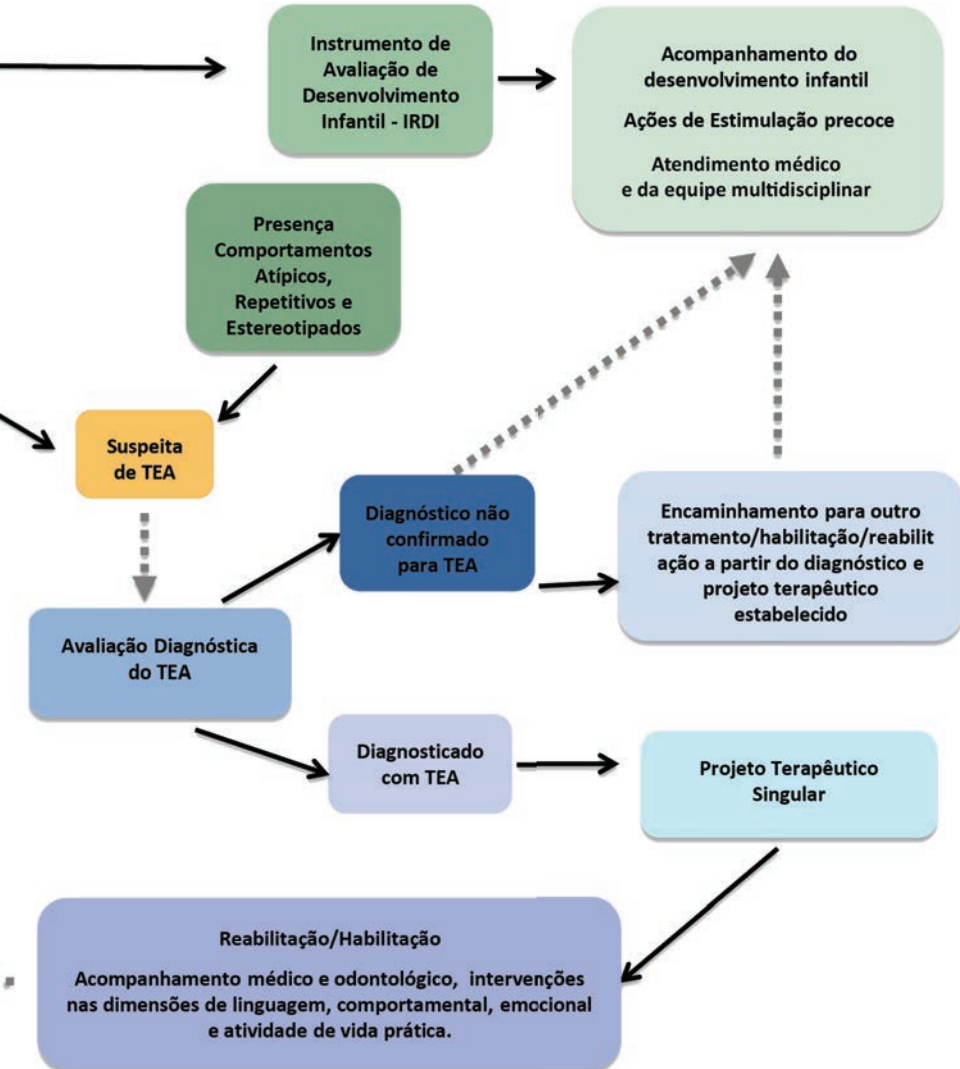 Instrumento de
Avaliação de
Desenvolvimento
Infantil - IRDI
Acompanhamento do
desenvolvimento infantil
Ações de Estimulação precoce
Atendimento médico
e da equipe multidisciplinar
Presença
Comportamentos
Atípicos,
Repetitivos e
Estereotipados
Suspeita
de TEA
Diagnóstico não
confirmado
para TEA
Encaminhamento para outro
tratamento/habilitação/reabilit
ação a partir do diagnóstico e
projeto terapêutico
estabelecido
Avaliação Diagnóstica
do TEA
Diagnosticado
com TEA
Projeto Terapêutico
Singular
Reabilitação/Habilitação
Acompanhamento médico e odontológico, intervenções
nas dimensões de linguagem, comportamental, emocional
e atividade de vida prática.